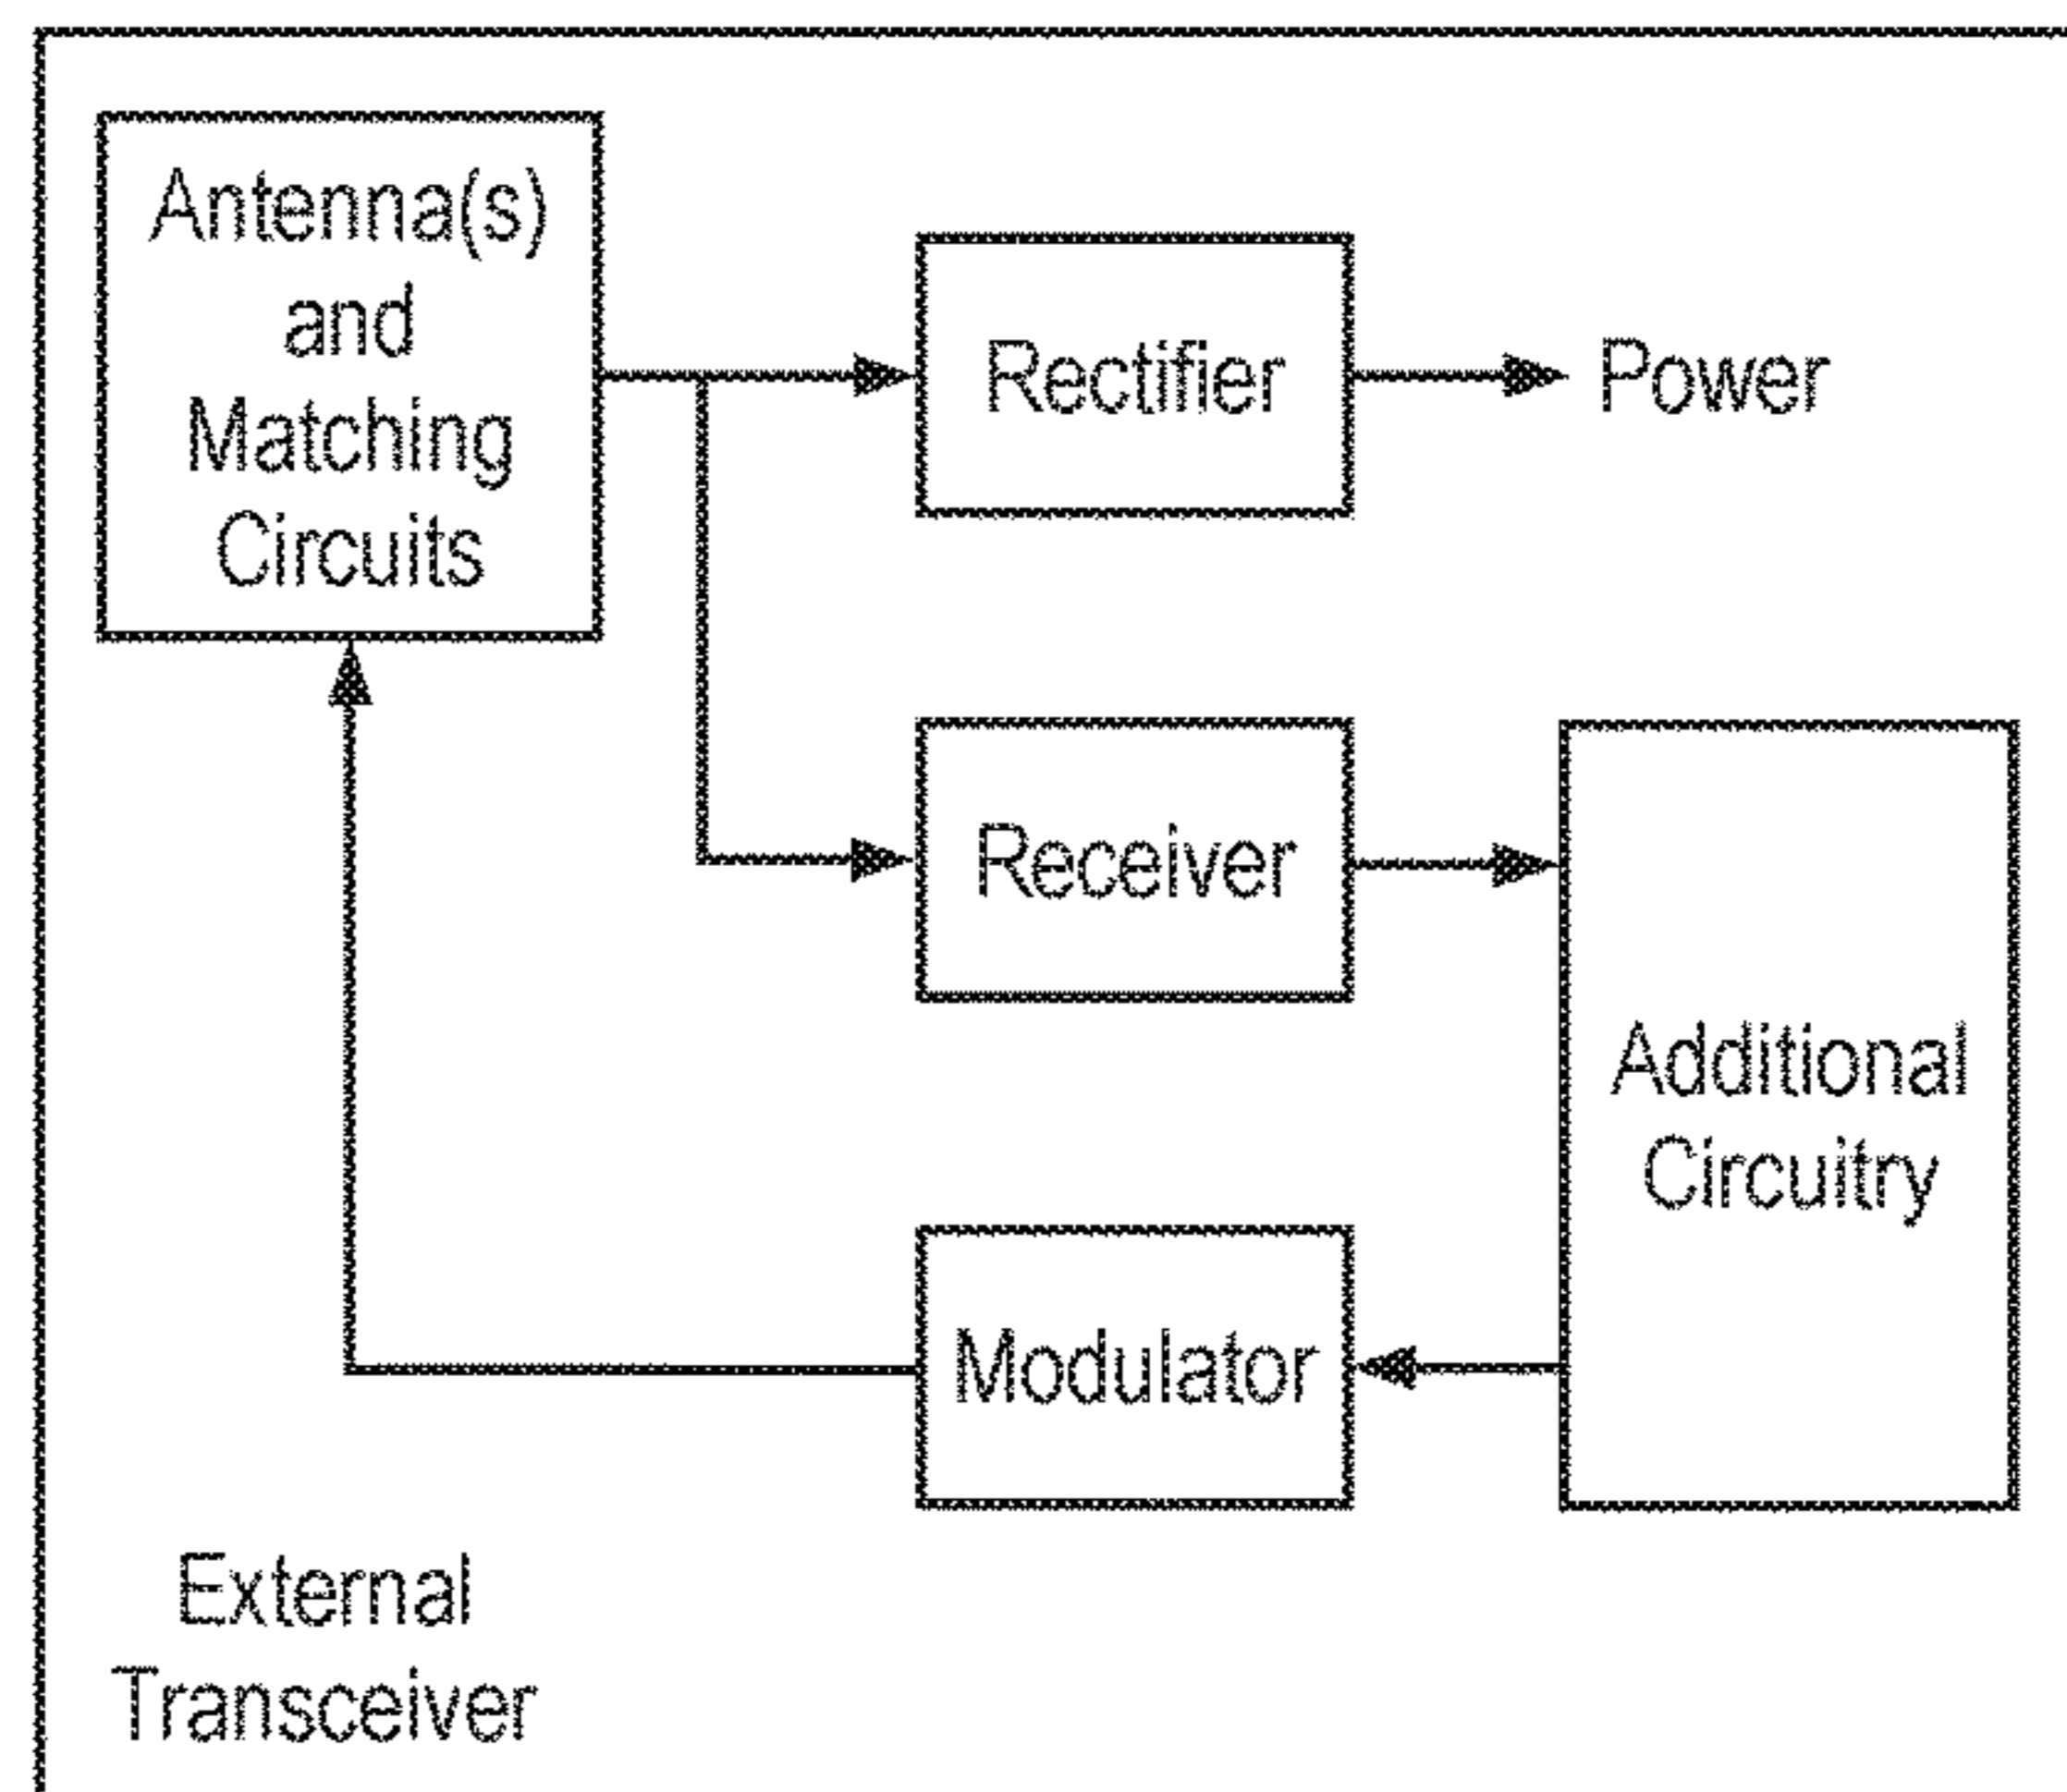 Antenna(s)
and
Matching
Circuits
Rectifier
Power
Receiver
Additional
Circuitry
Modulator
External
Transceiver